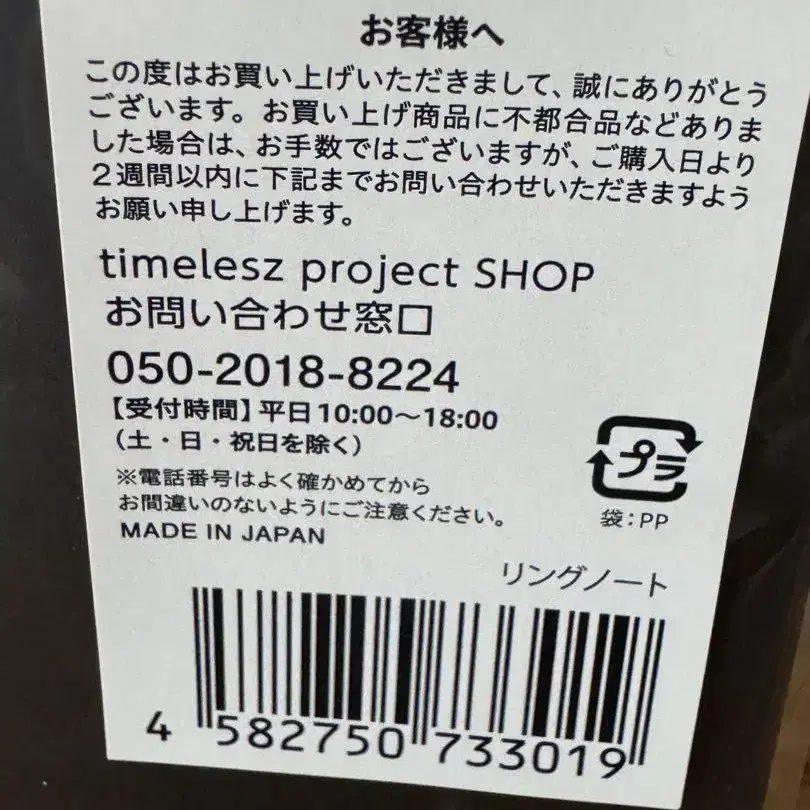 お客様へ
この度はお買い上げいただきまして、誠にありがとう
ございます。お買い上げ商品に不都合品などありま
した場合は、お手数ではございますが、ご購入日より
2週間以内に下記までお問い合わせいただきますよう
お願い申し上げます。
timelesz project SHOP
お問い合わせ窓口
050-2018-8224
【受付時間】平日10:00～18:00
（土・日・祝日を除く）
※電話番号はよく確かめてから
お間違いのないようにご注意ください。
MADE IN JAPAN
プラ
袋：PP
リングノート
4 582750 733019